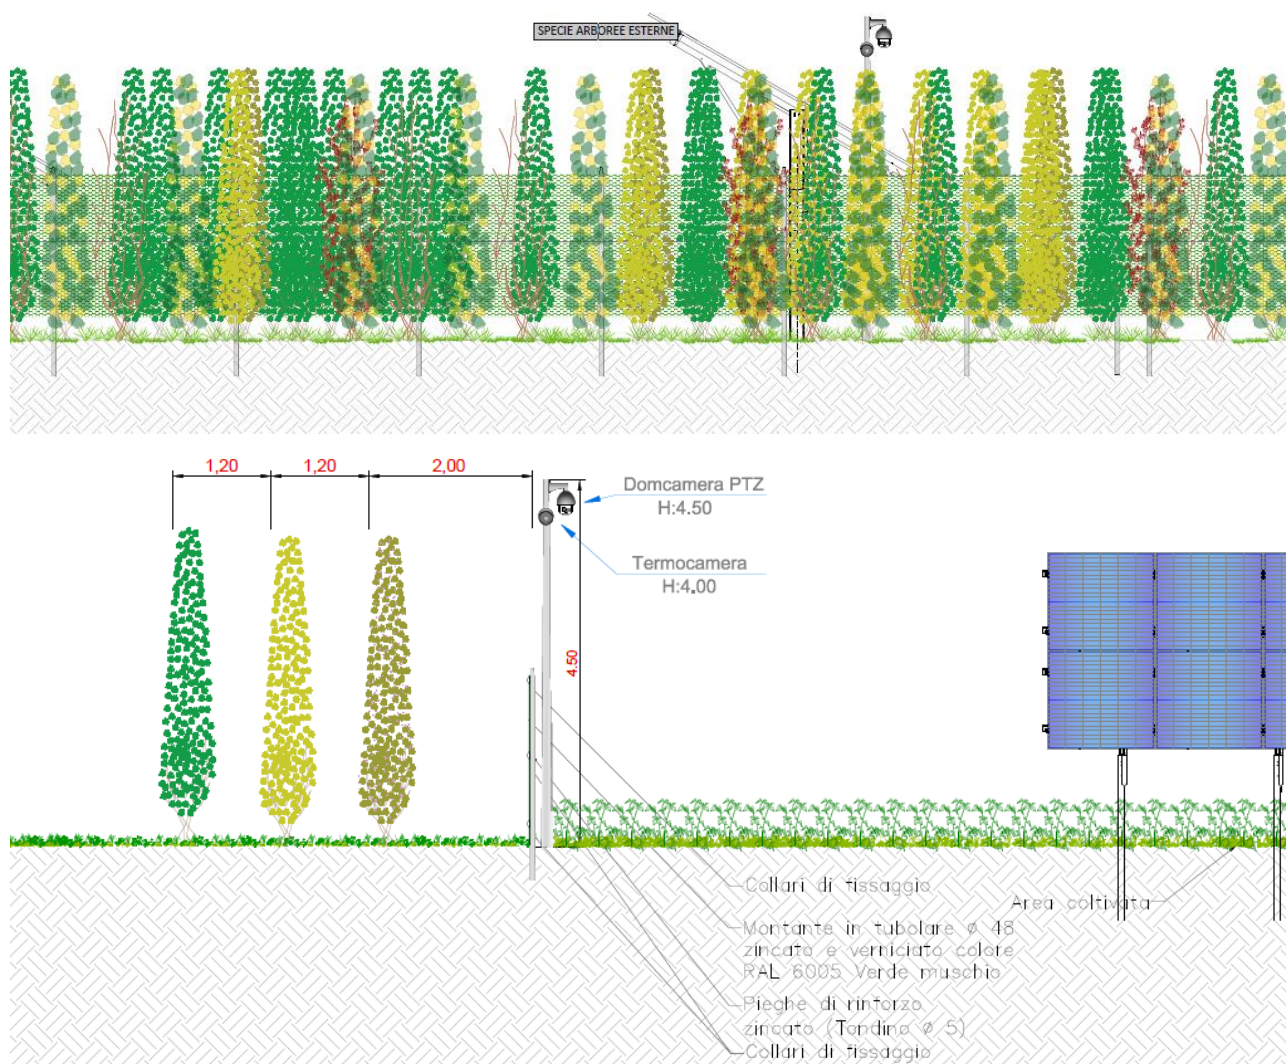 SPECIE ARBOREE ESTERNE
1,20
1,20
2,00
Domcamera PTZ
H:4.50
Termocamera
H:4.00
4.50
Collari di fissaggio
Area coltivata
Montante in tubolare ø 48
zincato e verniciato colore
RAL 6005 Verde muschio
Pieghe di rinforzo
zincato (Tondino ø 5)
Collari di fissaggio